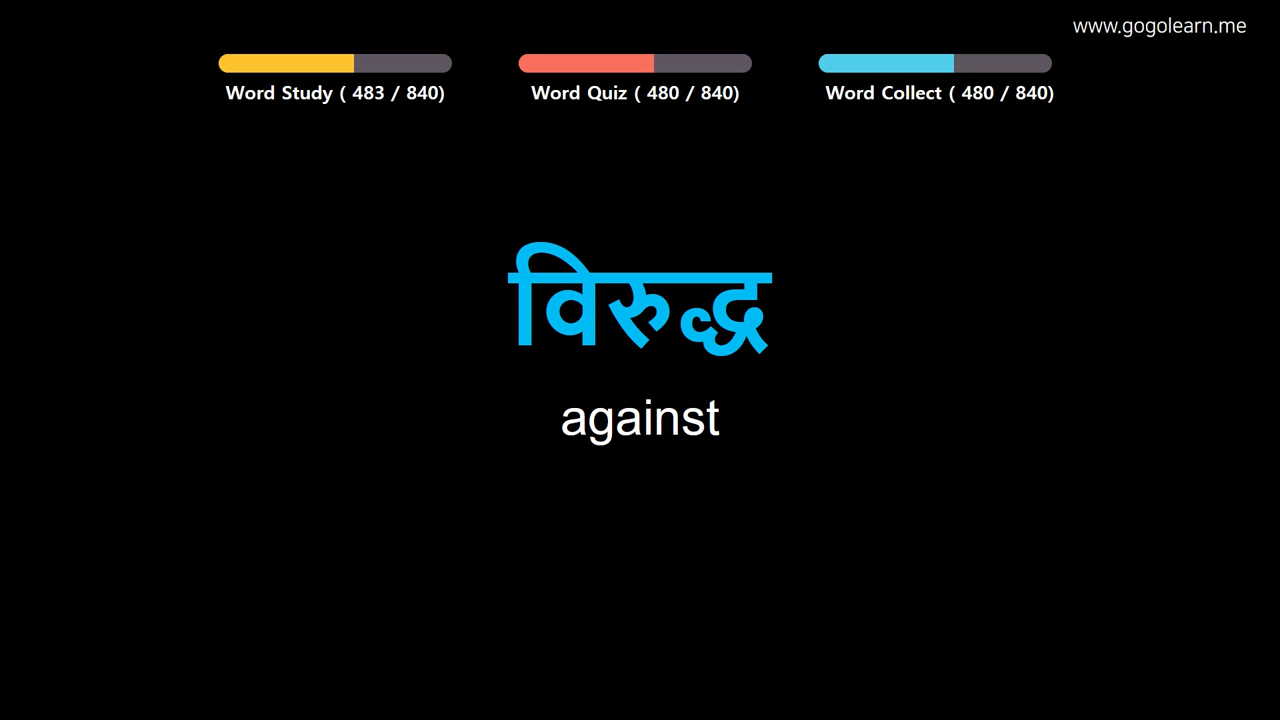 www.gogolearn.me
Word Study ( 483 / 840)
Word Quiz ( 480 / 840)
Word Collect ( 480 / 840)
विरुद्ध
against